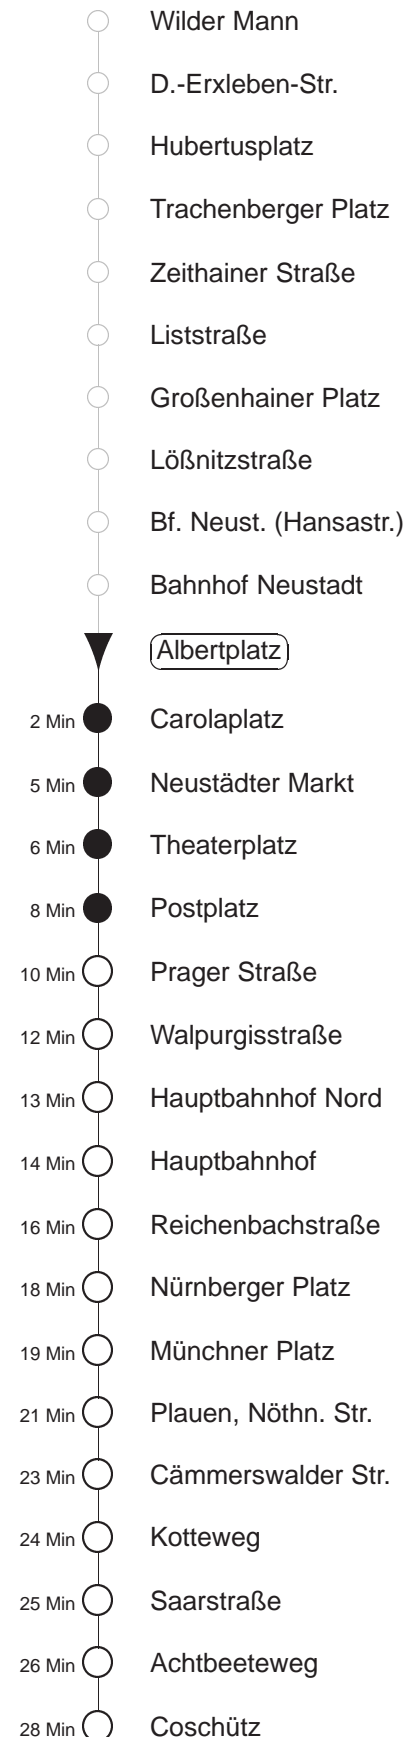 Wilder Mann
D.-Erxleben-Str.
Hubertusplatz
Trachenberger Platz
Zeithainer Straße
Liststraße
Großenhainer Platz
Lößnitzstraße
Bf. Neust. (Hansastr.)
Bahnhof Neustadt
Albertplatz
2 Min Carolaplatz
5 Min Neustädter Markt
6 Min Theaterplatz
8 Min Postplatz
10 Min Prager Straße
12 Min Walpurgisstraße
13 Min Hauptbahnhof Nord
14 Min Hauptbahnhof
16 Min Reichenbachstraße
18 Min Nürnberger Platz
19 Min Münchner Platz
21 Min Plauen, Nöthn. Str.
23 Min Cämmerswalder Str.
24 Min Kotteweg
25 Min Saarstraße
26 Min Achtbeeteweg
28 Min Coschütz